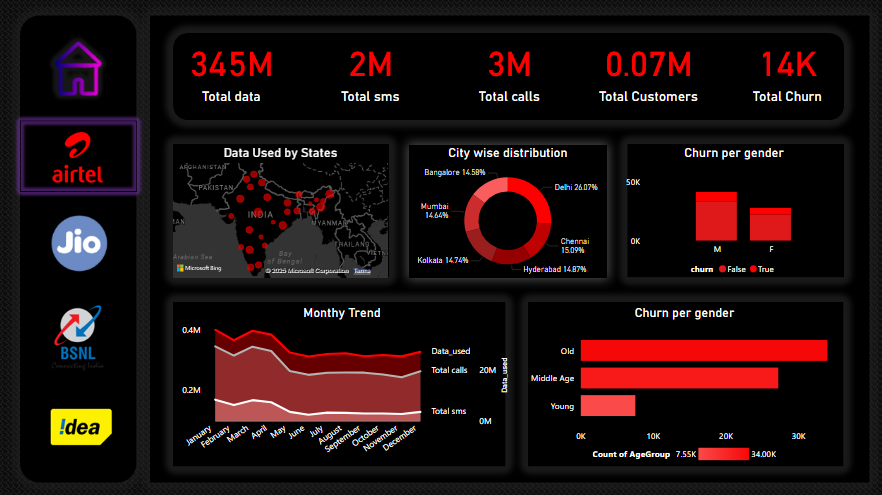 345M
2M
3M
0.07M
14K
Total data
Total sms
Total calls
Total Customers
Total Churn
airtel
Jio
BSNL
Connecting India
!dea
Data Used by States
AFGHANISTAN
PAKISTAN
INDIA
MYANMAR
THAILAND
Arabian Sea
Bay
of Bengal
Microsoft Bing
© 2025 Microsoft Corporation Terms
City wise distribution
Bangalore 14.58%
Delhi 26.07%
Mumbai
14.64%
Chennai
15.09%
Kolkata 14.74%
Hyderabad 14.87%
Churn per gender
50K
0K
M
F
churn False True
Monthy Trend
0.4M
0.2M
Data_used
Total calls
Total sms
20M
0M
Data_used
January
February
March
April
May
June
July
August
September
October
November
December
Churn per gender
Old
Middle Age
Young
0K
10K
20K
30K
Count of AgeGroup 7.55K 34.00K